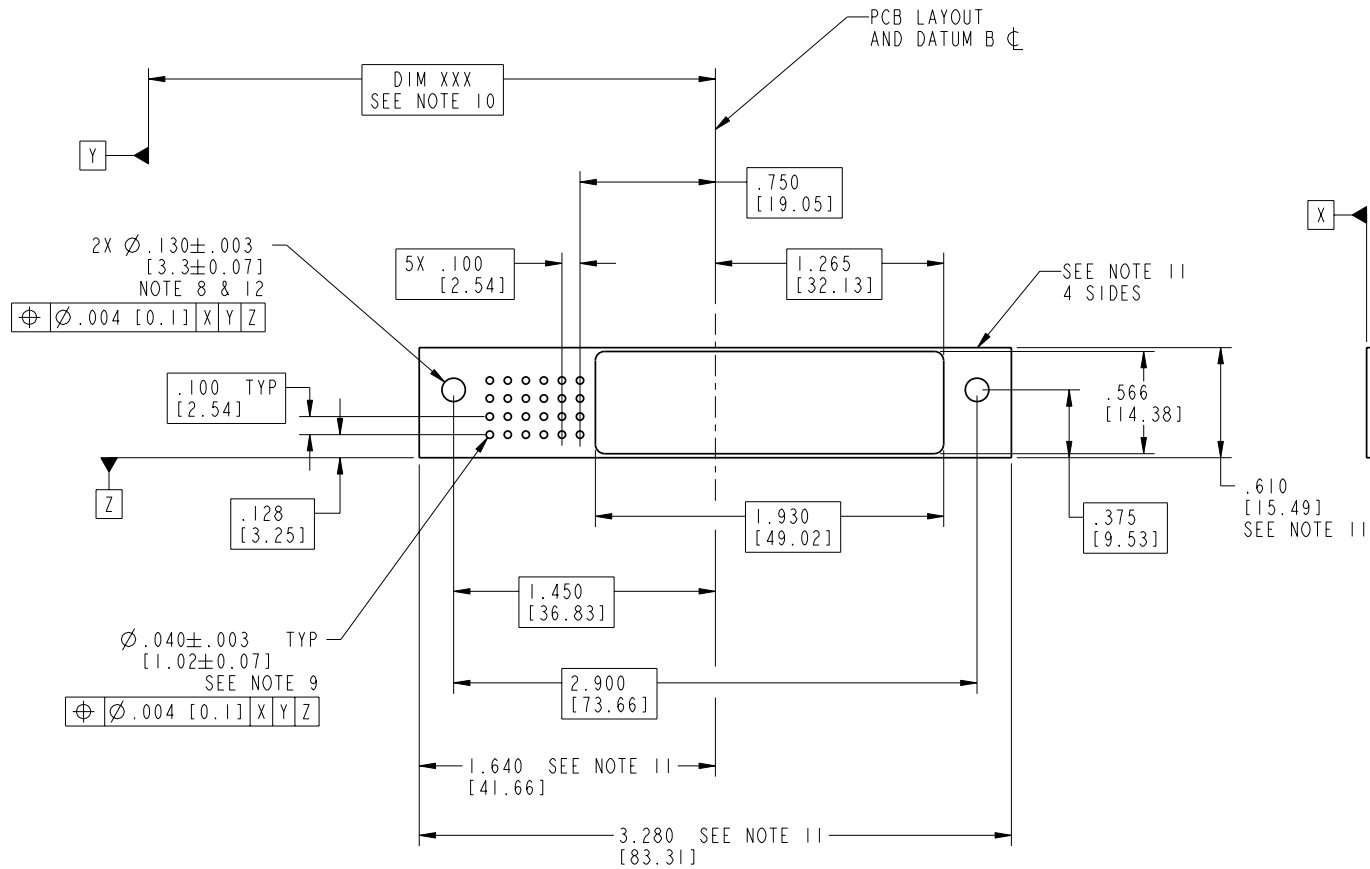 PCB LAYOUT
AND DATUM B ℄
DIM XXX
SEE NOTE 10
Y
.750
[19.05]
X
2X Ø.130±.003
[3.3±0.07]
NOTE 8 & 12
⌖ Ø.004 [0.1] X Y Z
5X .100
[2.54]
1.265
[32.13]
SEE NOTE 11
4 SIDES
.100 TYP
[2.54]
.566
[14.38]
Z
.128
[3.25]
1.930
[49.02]
.375
[9.53]
.610
[15.49]
SEE NOTE 11
1.450
[36.83]
Ø.040±.003 TYP
[1.02±0.07]
SEE NOTE 9
⌖ Ø.004 [0.1] X Y Z
2.900
[73.66]
1.640 SEE NOTE 11
[41.66]
3.280 SEE NOTE 11
[83.31]